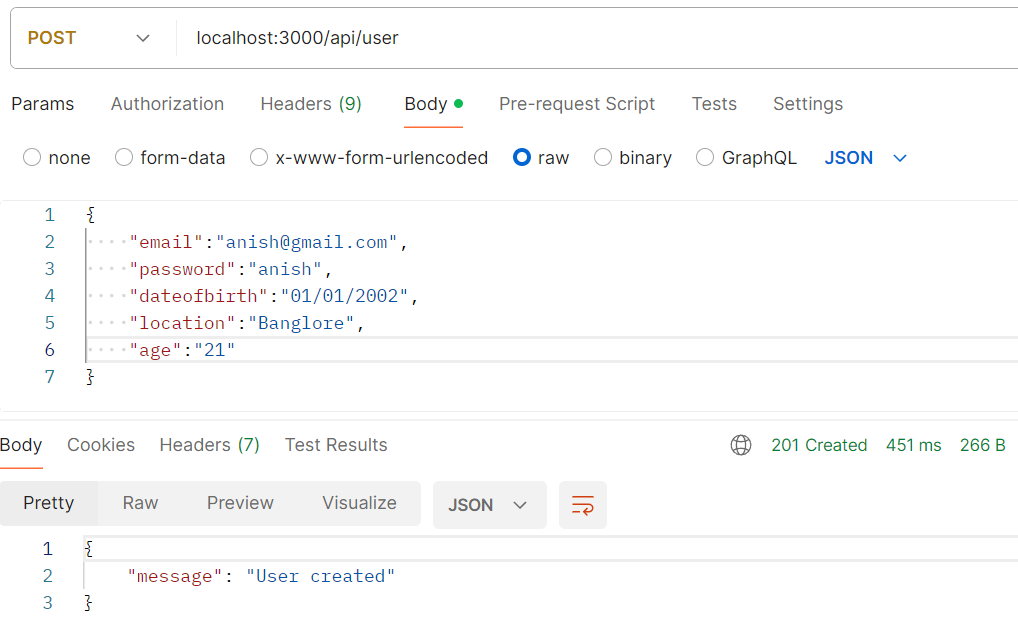 POST localhost:3000/api/user
Params Authorization Headers (9) Body Pre-request Script Tests Settings
none form-data x-www-form-urlencoded raw binary GraphQL JSON
1 {
2 "email":"anish@gmail.com",
3 "password":"anish",
4 "dateofbirth":"01/01/2002",
5 "location":"Banglore",
6 "age":"21"
7 }
Body Cookies Headers (7) Test Results 201 Created 451 ms 266 B
Pretty Raw Preview Visualize JSON
1 {
2 "message": "User created"
3 }